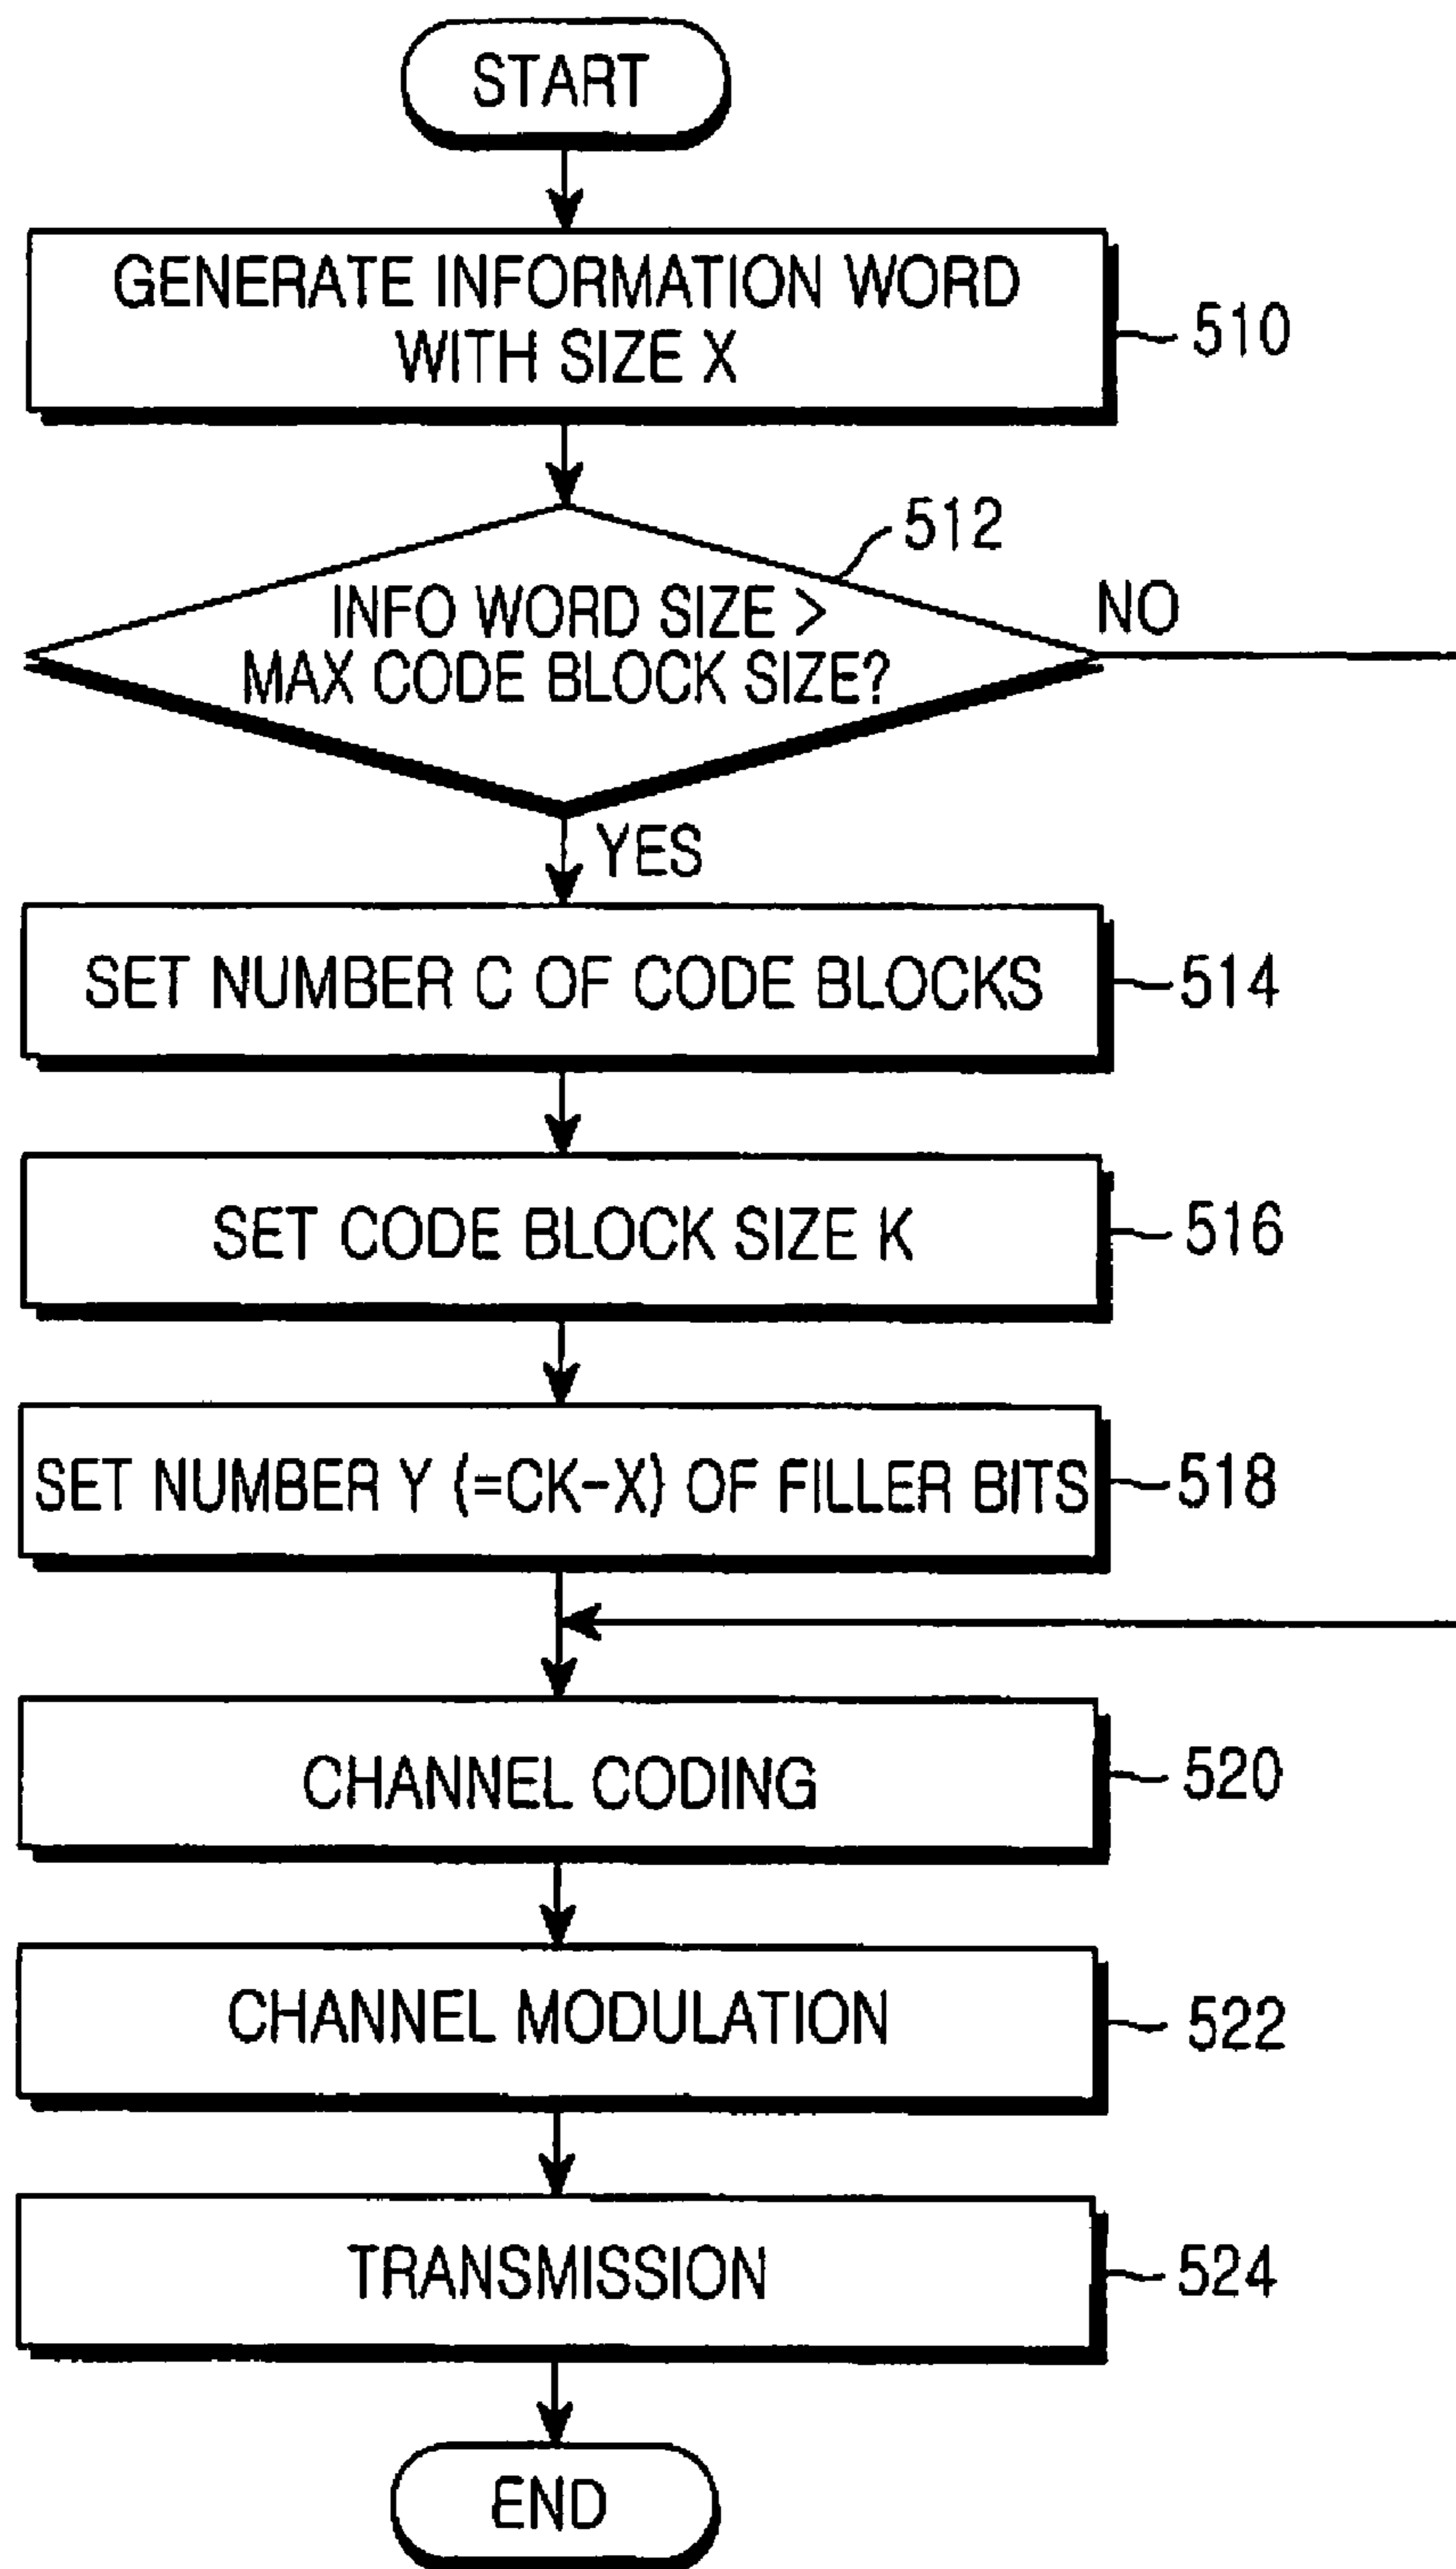 START
GENERATE INFORMATION WORD
WITH SIZE X
510
512
INFO WORD SIZE >
MAX CODE BLOCK SIZE?
NO
YES
SET NUMBER C OF CODE BLOCKS
514
SET CODE BLOCK SIZE K
516
SET NUMBER Y (=CK-X) OF FILLER BITS
518
CHANNEL CODING
520
CHANNEL MODULATION
522
TRANSMISSION
524
END